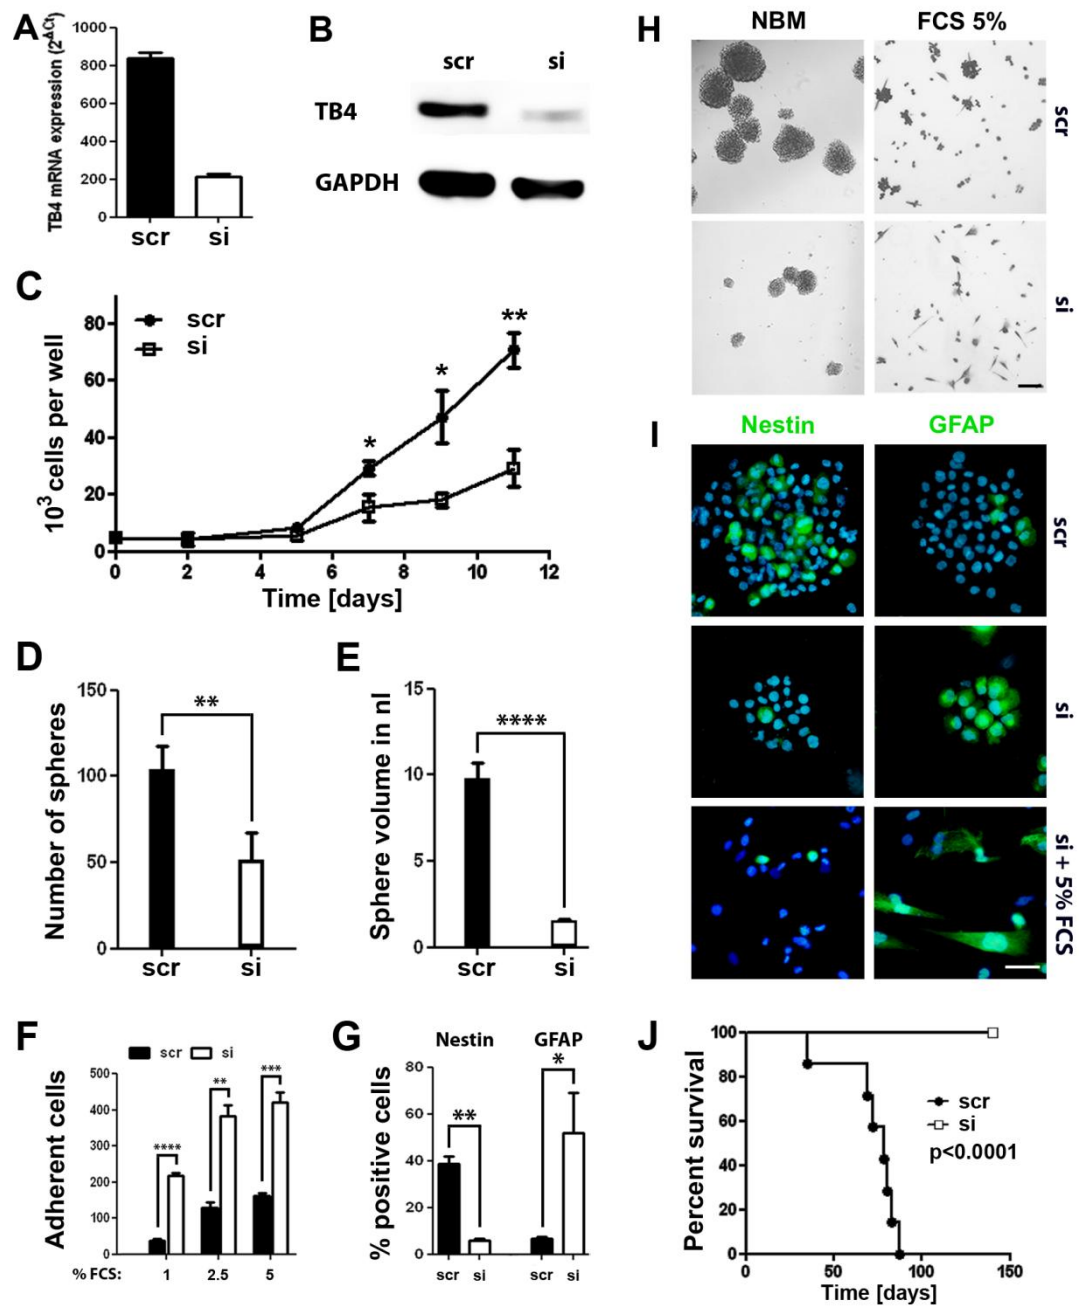 A
TB4 mRNA expression (2^ΔCt)
1000
800
600
400
200
0
scr
si
B
scr
si
TB4
GAPDH
C
scr
si
10³ cells per well
80
60
40
20
0
*
*
**
0
2
4
6
8
10
12
Time [days]
D
Number of spheres
150
100
50
0
**
scr
si
E
Sphere volume in nl
15
10
5
0
****
scr
si
F
scr
si
Adherent cells
500
400
300
200
100
0
****
**
***
% FCS:
1
2.5
5
G
Nestin
GFAP
% positive cells
80
60
40
20
0
**
*
scr
si
scr
si
H
NBM
FCS 5%
scr
si
I
Nestin
GFAP
scr
si
si + 5% FCS
J
Percent survival
100
80
60
40
20
0
scr
si
p<0.0001
0
50
100
150
Time [days]